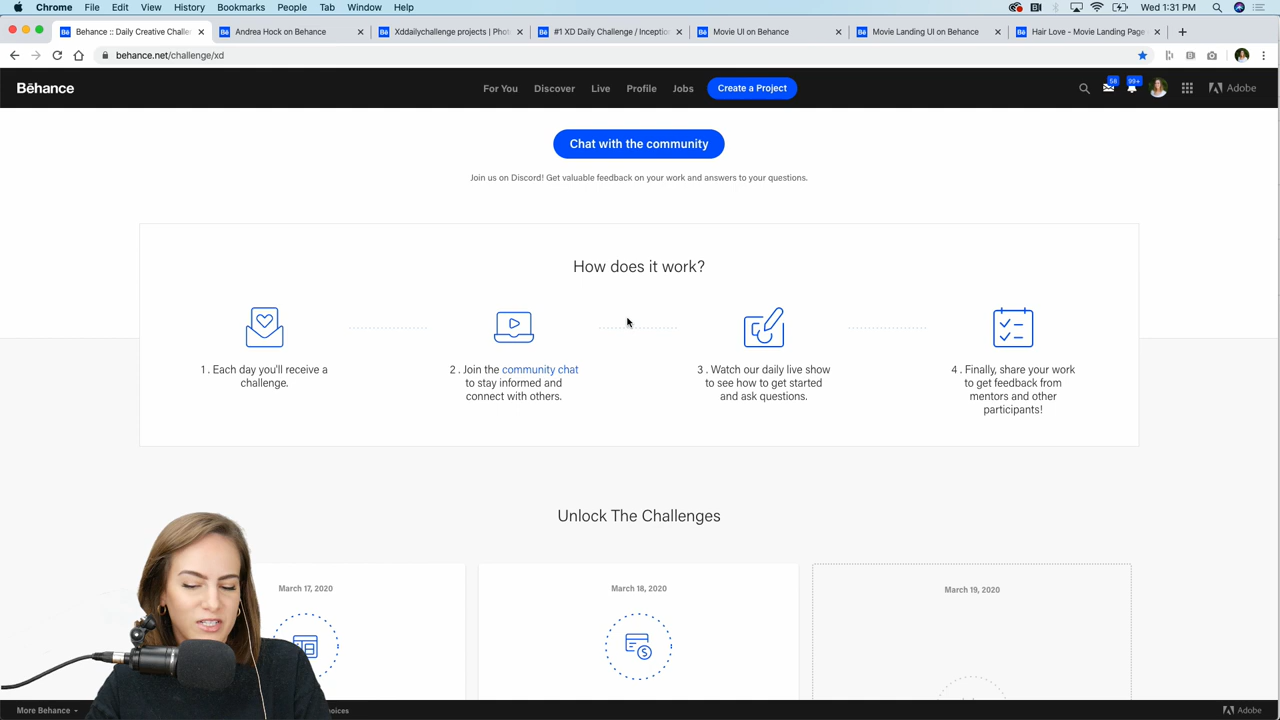 Chrome File Edit View History Bookmarks People Tab Window Help Wed 1:31 PM
Behance :: Daily Creative Challe Andrea Hock on Behance Xddailychallenge projects | Phot #1 XD Daily Challenge / Inceptio Movie UI on Behance Movie Landing UI on Behance Hair Love - Movie Landing Page
behance.net/challenge/xd
Bēhance For You Discover Live Profile Jobs Create a Project 58 99+ Adobe
Chat with the community
Join us on Discord! Get valuable feedback on your work and answers to your questions.
How does it work?
1 . Each day you'll receive a
challenge.
2 . Join the community chat
to stay informed and
connect with others.
3 . Watch our daily live show
to see how to get started
and ask questions.
4 . Finally, share your work
to get feedback from
mentors and other
participants!
Unlock The Challenges
March 17, 2020
March 18, 2020
March 19, 2020
More Behance oices Adobe